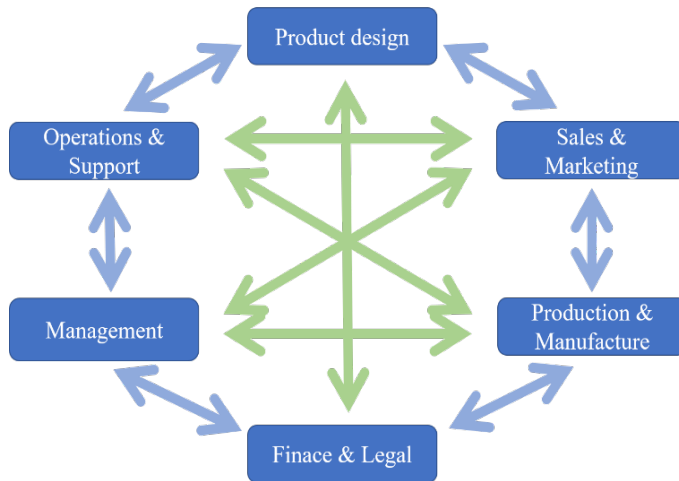 Product design
Operations &
Support
Sales &
Marketing
Management
Production &
Manufacture
Finace & Legal